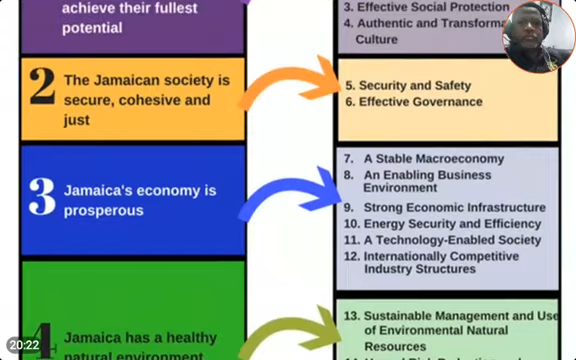 achieve their fullest
potential
3. Effective Social Protection
4. Authentic and
Culture
2
The Jamaican society is
secure, cohesive and
just
5. Security and Safety
6. Effective Governance
3
Jamaica's economy is
prosperous
7. A Stable Macroeconomy
8. An Enabling Business
Environment
9. Strong Economic Infrastructure
10. Energy Security and Efficiency
11. A Technology-Enabled Society
12. Internationally Competitive
Industry Structures
4
Jamaica has a healthy
natural environment
13. Sustainable Management and Use
of Environmental Natural
Resources
20:22